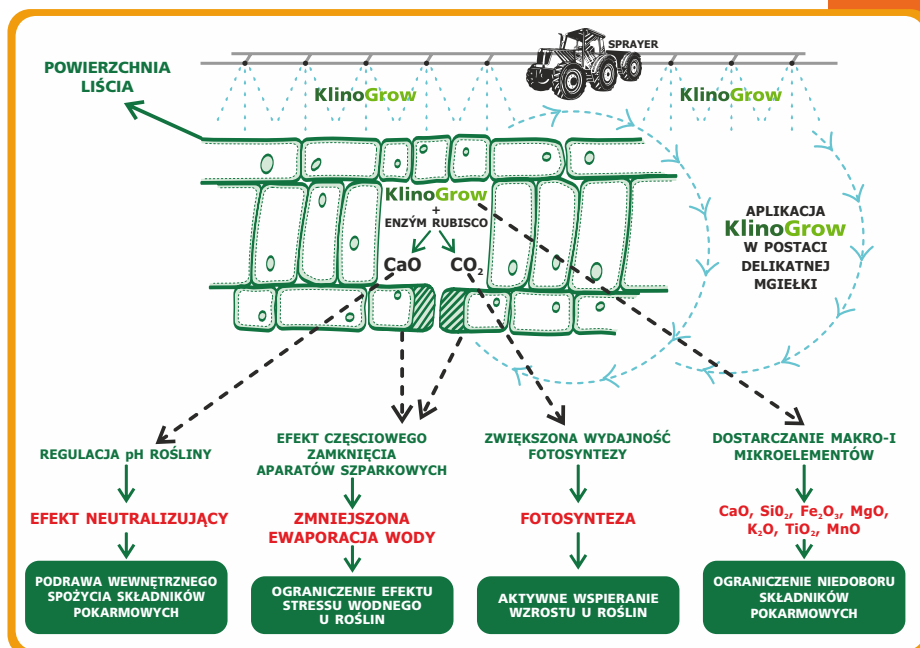 SPRAYER
POWIERZCHNIA
LIŚCIA
KlinoGrow
KlinoGrow
KlinoGrow
+
ENZÝM RUBISCO
CaO CO₂
APLIKACJA
KlinoGrow
W POSTACI
DELIKATNEJ
MGIEŁKI
REGULACJA pH ROŚLINY
EFEKT NEUTRALIZUJĄCY
PODRAWA WEWNĘTRZNEGO
SPOŻYCIA SKŁADNIKÓW
POKARMOWYCH
EFEKT CZĘSCIOWEGO
ZAMKNIĘCIA
APARATÓW SZPARKOWYCH
ZMNIEJSZONA
EWAPORACJA WODY
OGRANICZENIE EFEKTU
STRESSU WODNEGO
U ROŚLIN
ZWIĘKSZONA WYDAJNOŚĆ
FOTOSYNTEZY
FOTOSYNTEZA
AKTYWNE WSPIERANIE
WZROSTU U ROŚLIN
DOSTARCZANIE MAKRO-I
MIKROELEMENTÓW
CaO, Si0₂, Fe₂O₃, MgO,
K₂O, TiO₂, MnO
OGRANICZENIE NIEDOBORU
SKŁADNIKÓW
POKARMOWYCH